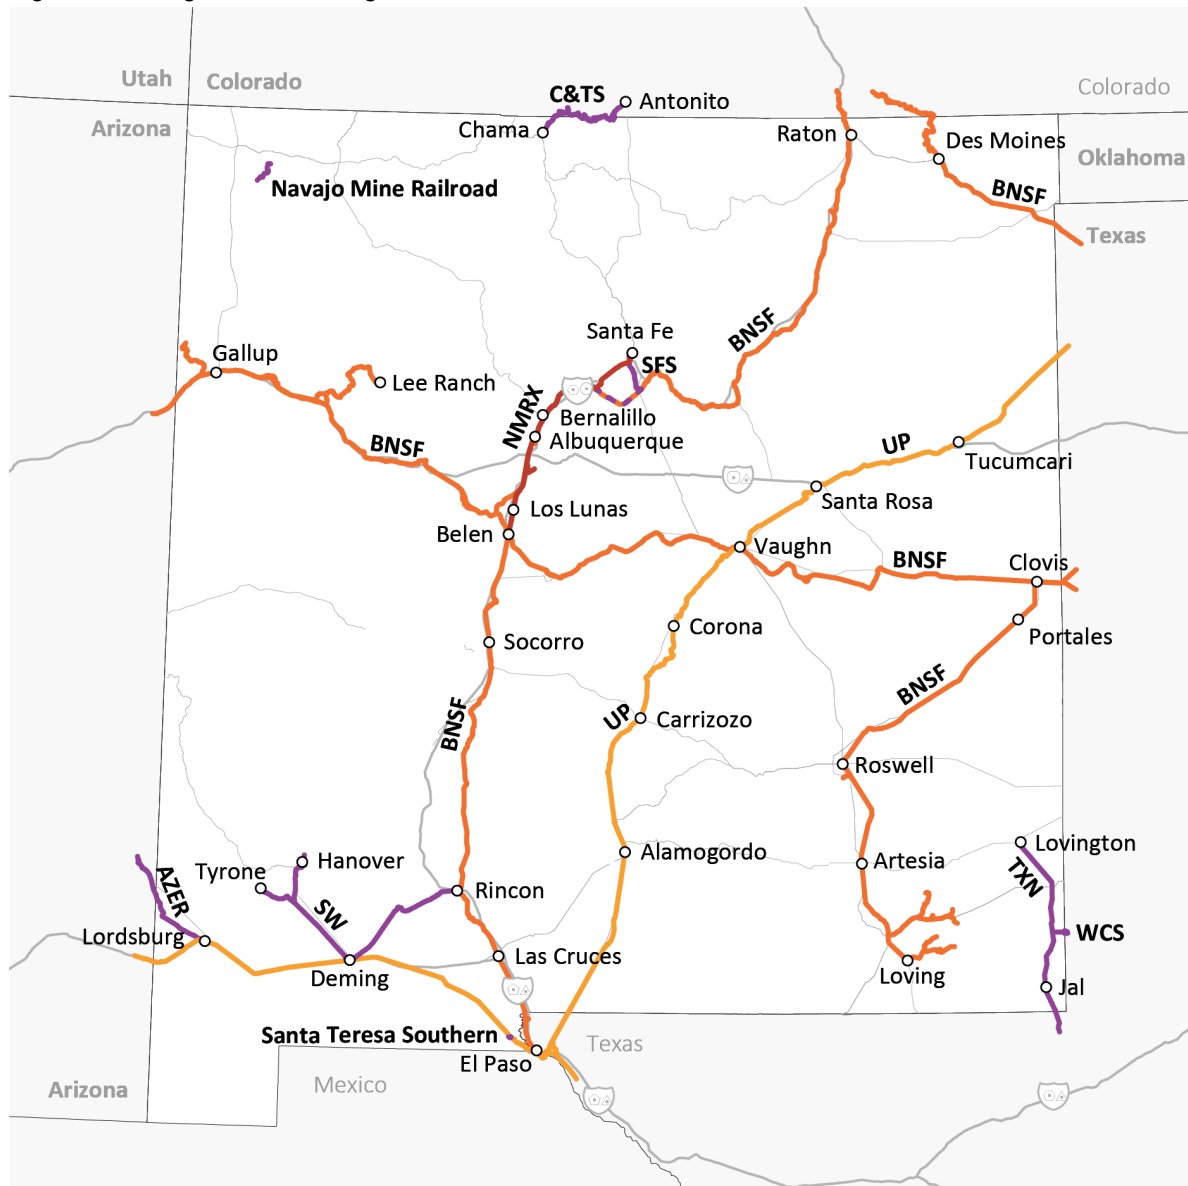 Utah
Colorado
Arizona
C&TS
Antonito
Chama
Raton
Colorado
Des Moines
Oklahoma
BNSF
Texas
Navajo Mine Railroad
Santa Fe
SFS
BNSF
Gallup
Lee Ranch
NMRX
Bernalillo
Albuquerque
BNSF
UP
Tucumcari
Santa Rosa
Los Lunas
Belen
Vaughn
BNSF
Clovis
Portales
Corona
Socorro
BNSF
BNSF
UP
Carrizozo
Roswell
Alamogordo
Artesia
Lovington
TXN
WCS
Jal
Loving
Hanover
Tyrone
AZER
SW
Rincon
Lordsburg
Deming
Las Cruces
Santa Teresa Southern
El Paso
Texas
Mexico
Arizona